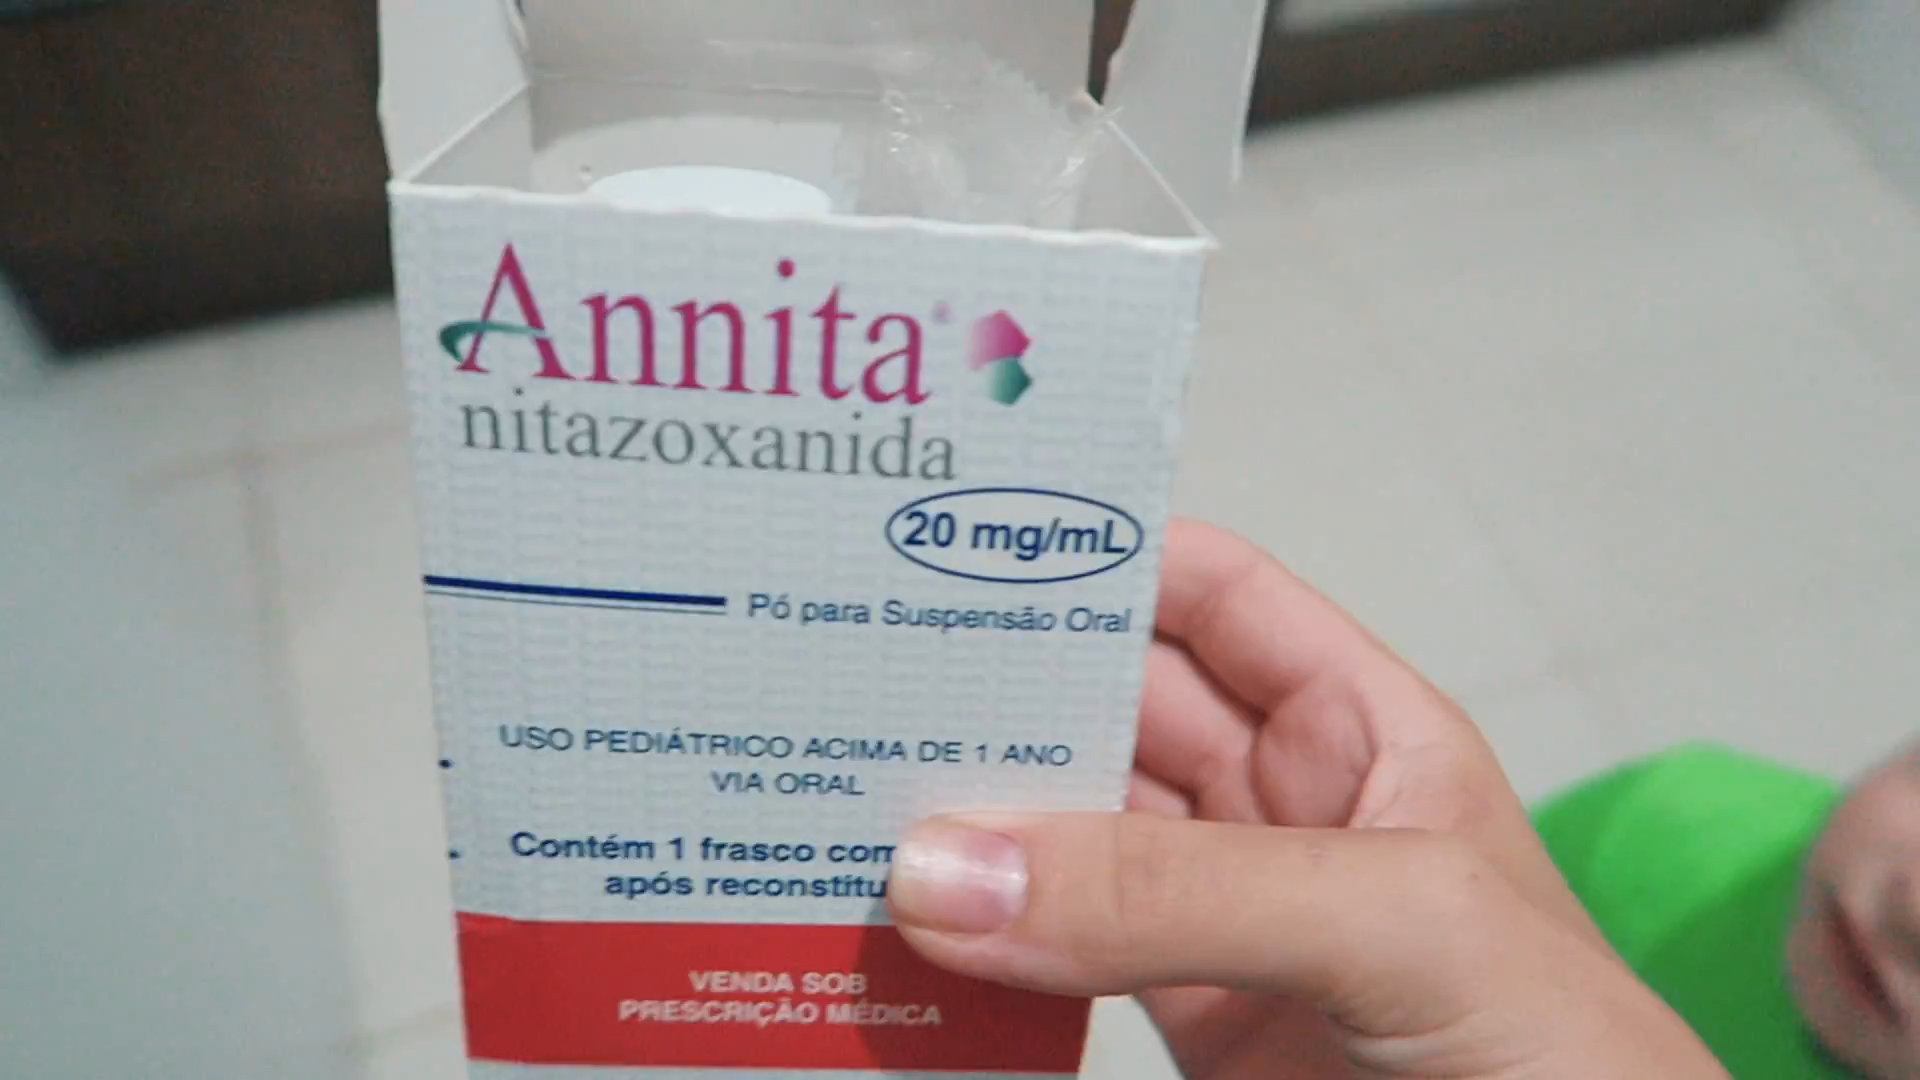 Annita®
nitazoxanida
20 mg/mL
Pó para Suspensão Oral
USO PEDIÁTRICO ACIMA DE 1 ANO
VIA ORAL
Contém 1 frasco com
após reconstitu
VENDA SOB
PRESCRIÇÃO MÉDICA